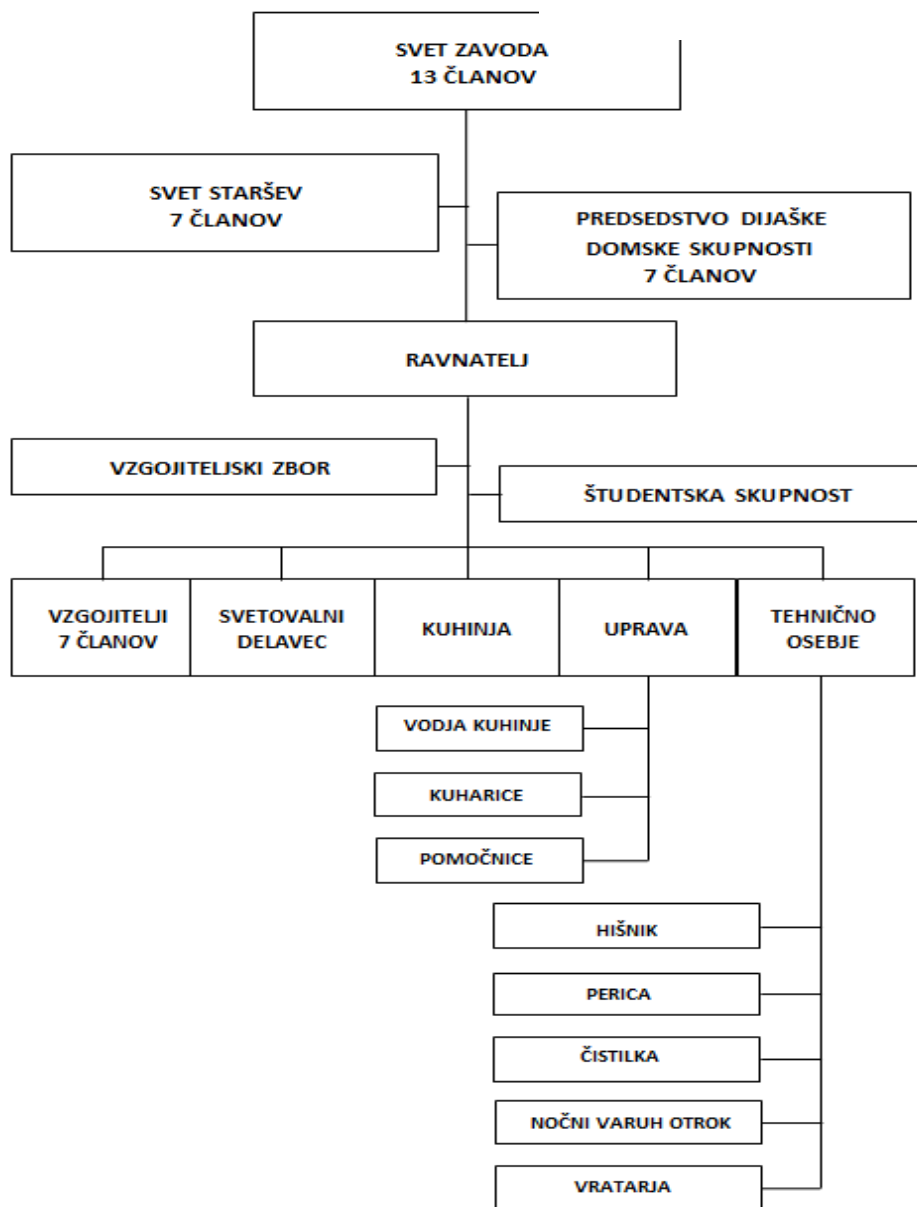 SVET ZAVODA
13 ČLANOV
SVET STARŠEV
7 ČLANOV
PREDSEDSTVO DIJAŠKE
DOMSKE SKUPNOSTI
7 ČLANOV
RAVNATELJ
VZGOJITELJSKI ZBOR
ŠTUDENTSKA SKUPNOST
VZGOJITELJI
7 ČLANOV
SVETOVALNI
DELAVEC
KUHINJA
UPRAVA
TEHNIČNO
OSEBJE
VODJA KUHINJE
KUHARICE
POMOČNICE
HIŠNIK
PERICA
ČISTILKA
NOČNI VARUH OTROK
VRATARJA